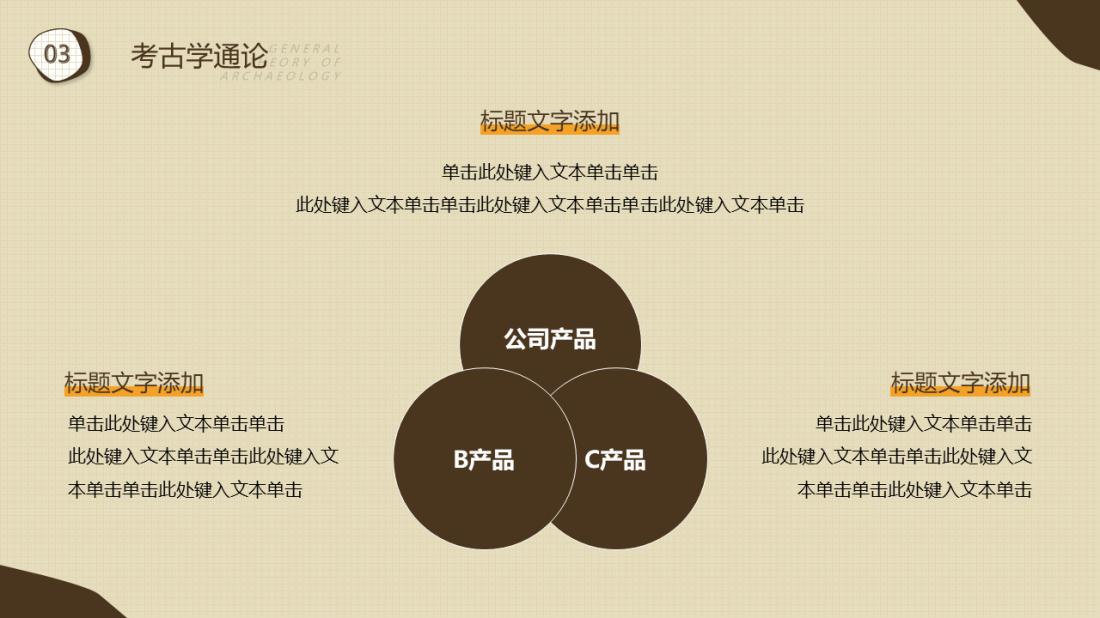 03
考古学通论
GENERAL
THEORY OF
ARCHAEOLOGY
标题文字添加
单击此处键入文本单击单击
此处键入文本单击单击此处键入文本单击单击此处键入文本单击
公司产品
标题文字添加
单击此处键入文本单击单击
此处键入文本单击单击此处键入文
本单击单击此处键入文本单击
B产品
C产品
标题文字添加
单击此处键入文本单击单击
此处键入文本单击单击此处键入文
本单击单击此处键入文本单击